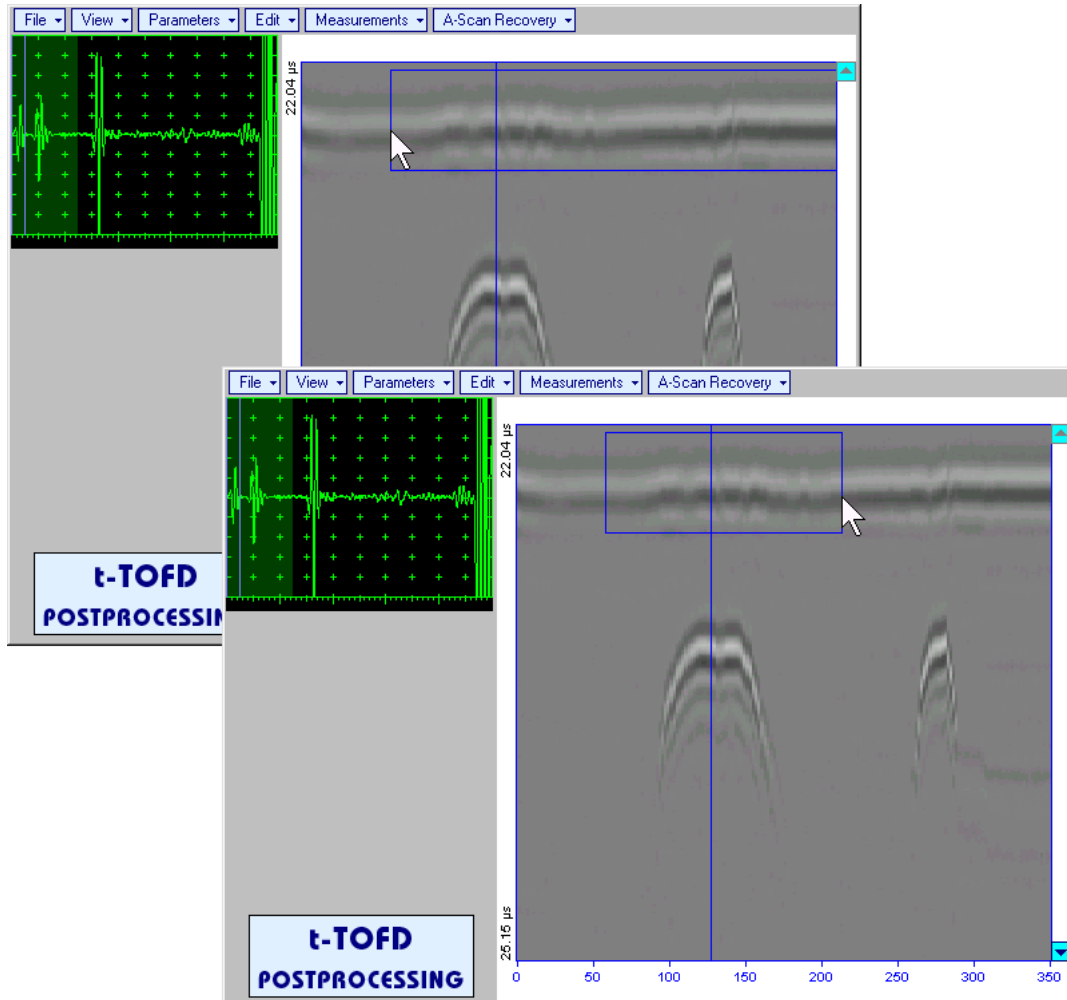 File View Parameters Edit Measurements A-Scan Recovery
22.04 µs
t-TOFD
File View Parameters Edit Measurements A-Scan Recovery
22.04 µs
25.15 µs
t-TOFD
POSTPROCESSING
0 50 100 150 200 250 300 350